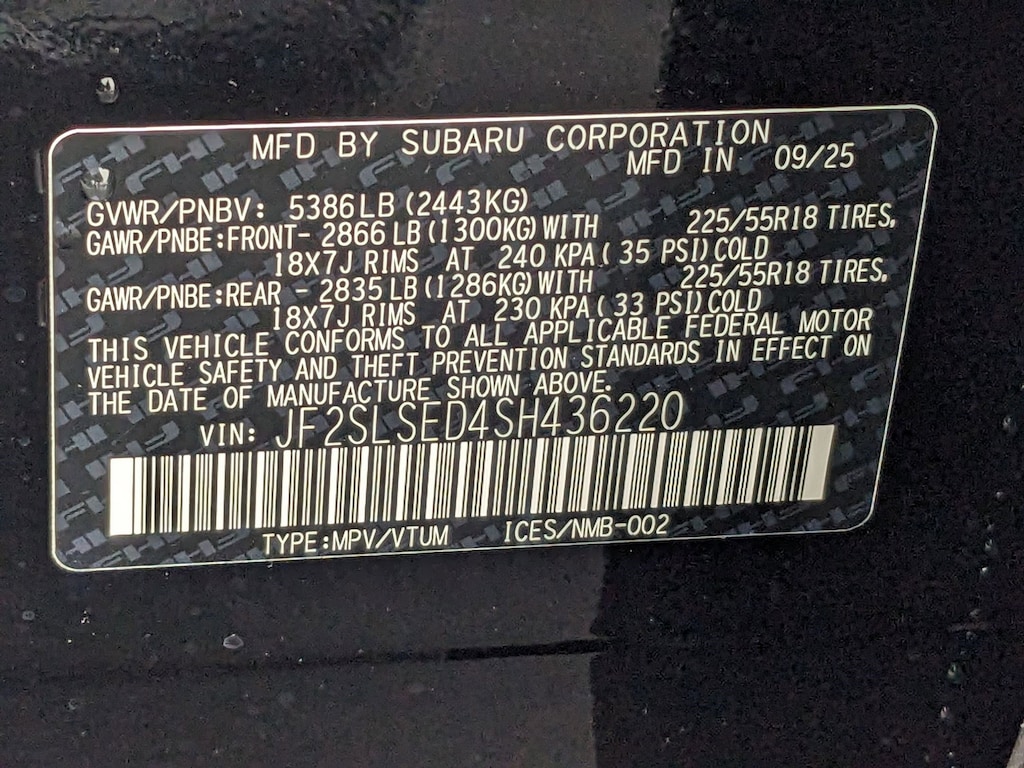 MFD BY SUBARU CORPORATION
MFD IN 09/25
GVWR/PNBV: 5386LB (2443KG)
GAWR/PNBE:FRONT- 2866 LB (1300KG) WITH 225/55R18 TIRES,
18X7J RIMS AT 240 KPA( 35 PSI) COLD
GAWR/PNBE:REAR - 2835 LB (1286KG) WITH 225/55R18 TIRES,
18X7J RIMS AT 230 KPA( 33 PSI) COLD
THIS VEHICLE CONFORMS TO ALL APPLICABLE FEDERAL MOTOR
VEHICLE SAFETY AND THEFT PREVENTION STANDARDS IN EFFECT ON
THE DATE OF MANUFACTURE SHOWN ABOVE.
VIN: JF2SLSED4SH436220
TYPE:MPV/VTUM ICES/NMB-002